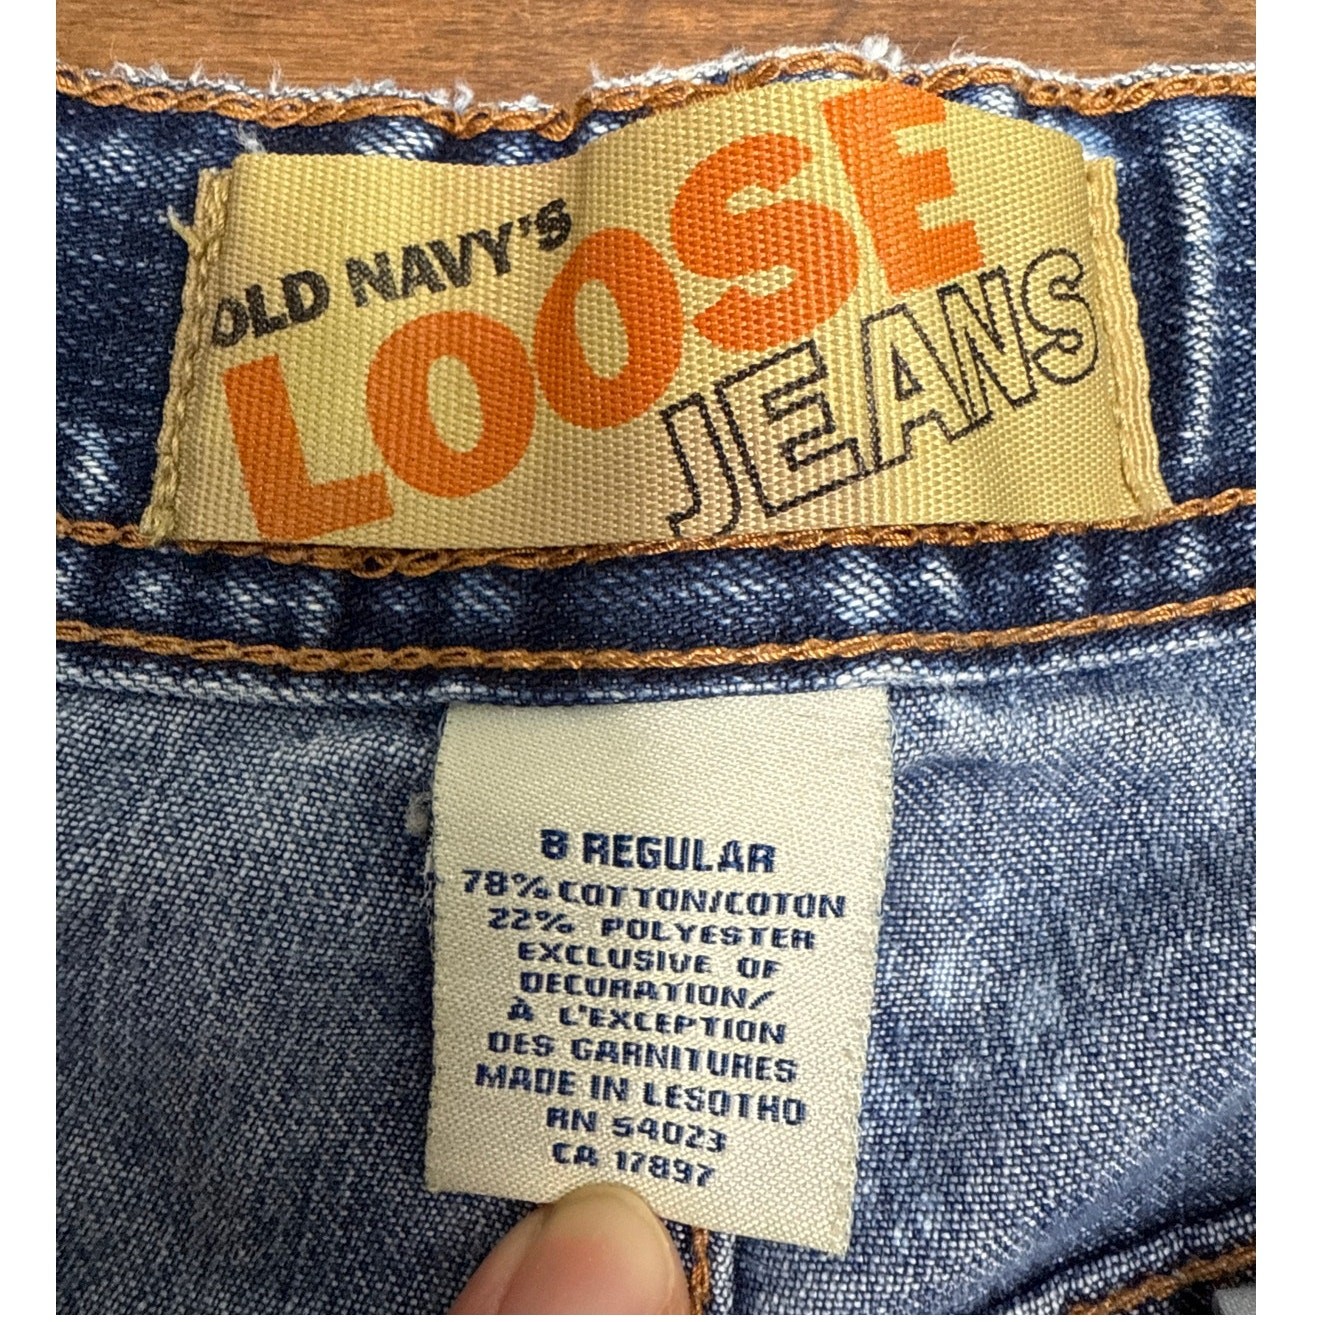 OLD NAVY'S
LOOSE
JEANS
8 REGULAR
78% COTTON/COTON
22% POLYESTER
EXCLUSIVE OF
DECORATION/
À L'EXCEPTION
DES GARNITURES
MADE IN LESOTHO
RN 54023
CA 17897